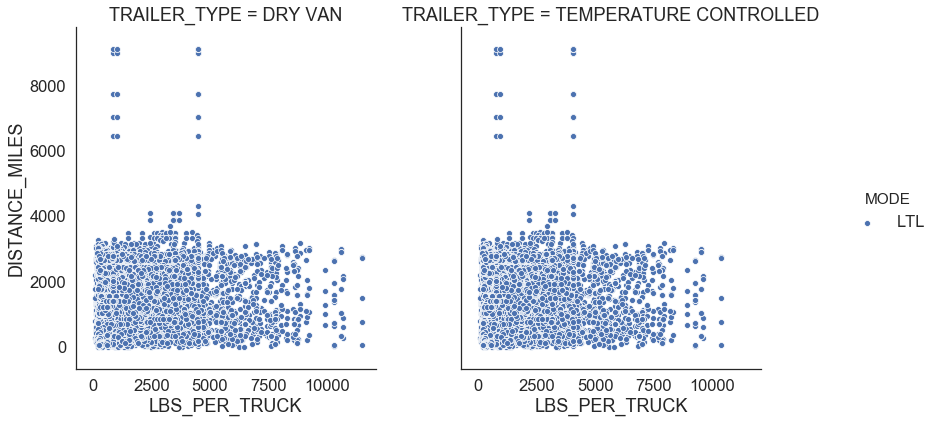 TRAILER_TYPE = DRY VAN
TRAILER_TYPE = TEMPERATURE CONTROLLED
DISTANCE_MILES
8000
6000
4000
2000
0
0 2500 5000 7500 10000
LBS_PER_TRUCK
0 2500 5000 7500 10000
LBS_PER_TRUCK
MODE
LTL